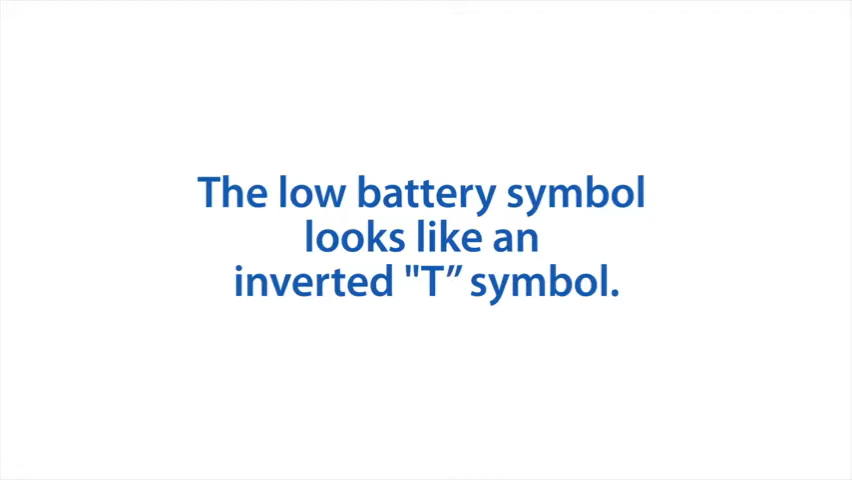 The low battery symbol
looks like an
inverted "T” symbol.